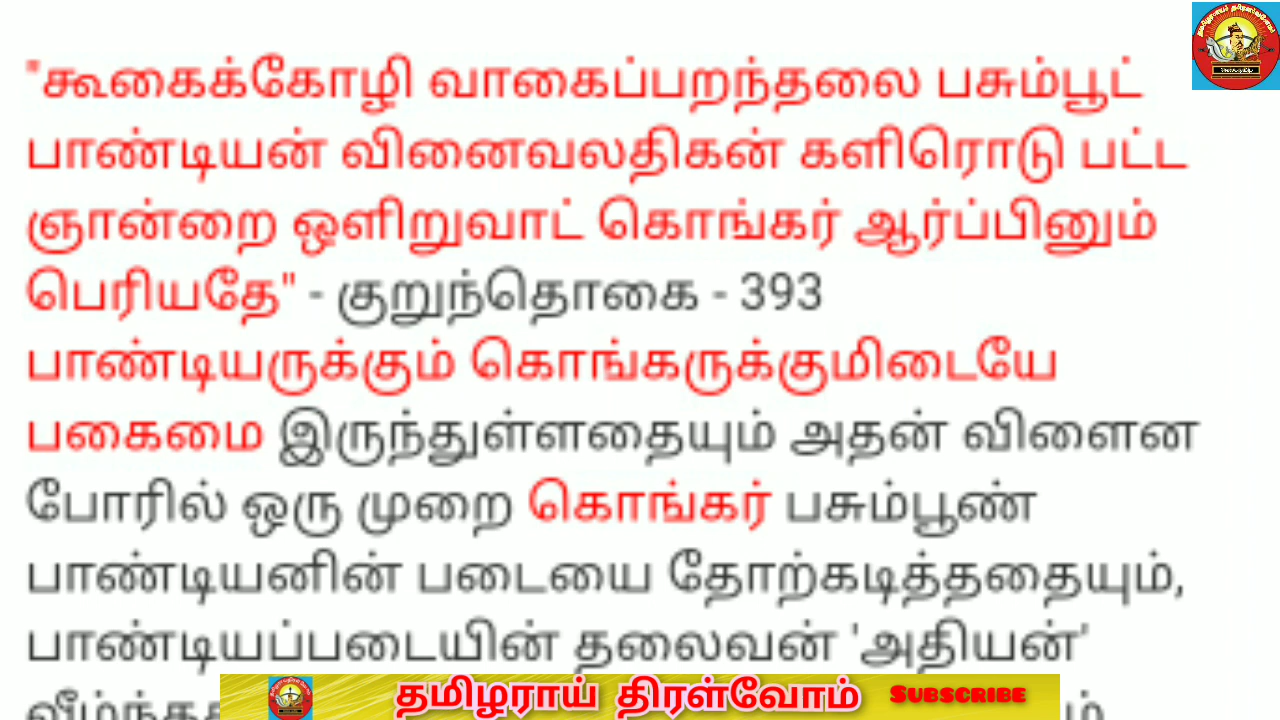 "கூகைக்கோழி வாகைப்பறந்தலை பசும்பூட்
பாண்டியன் வினைவலதிகன் களிரொடு பட்ட
ஞான்றை ஒளிறுவாட் கொங்கர் ஆர்ப்பினும்
பெரியதே" - குறுந்தொகை - 393
பாண்டியருக்கும் கொங்கருக்குமிடையே
பகைமை இருந்துள்ளதையும் அதன் விளைன
போரில் ஒரு முறை கொங்கர் பசும்பூண்
பாண்டியனின் படையை தோற்கடித்ததையும்,
பாண்டியப்படையின் தலைவன் 'அதியன்'
தமிழராய் திரள்வோம் SUBSCRIBE